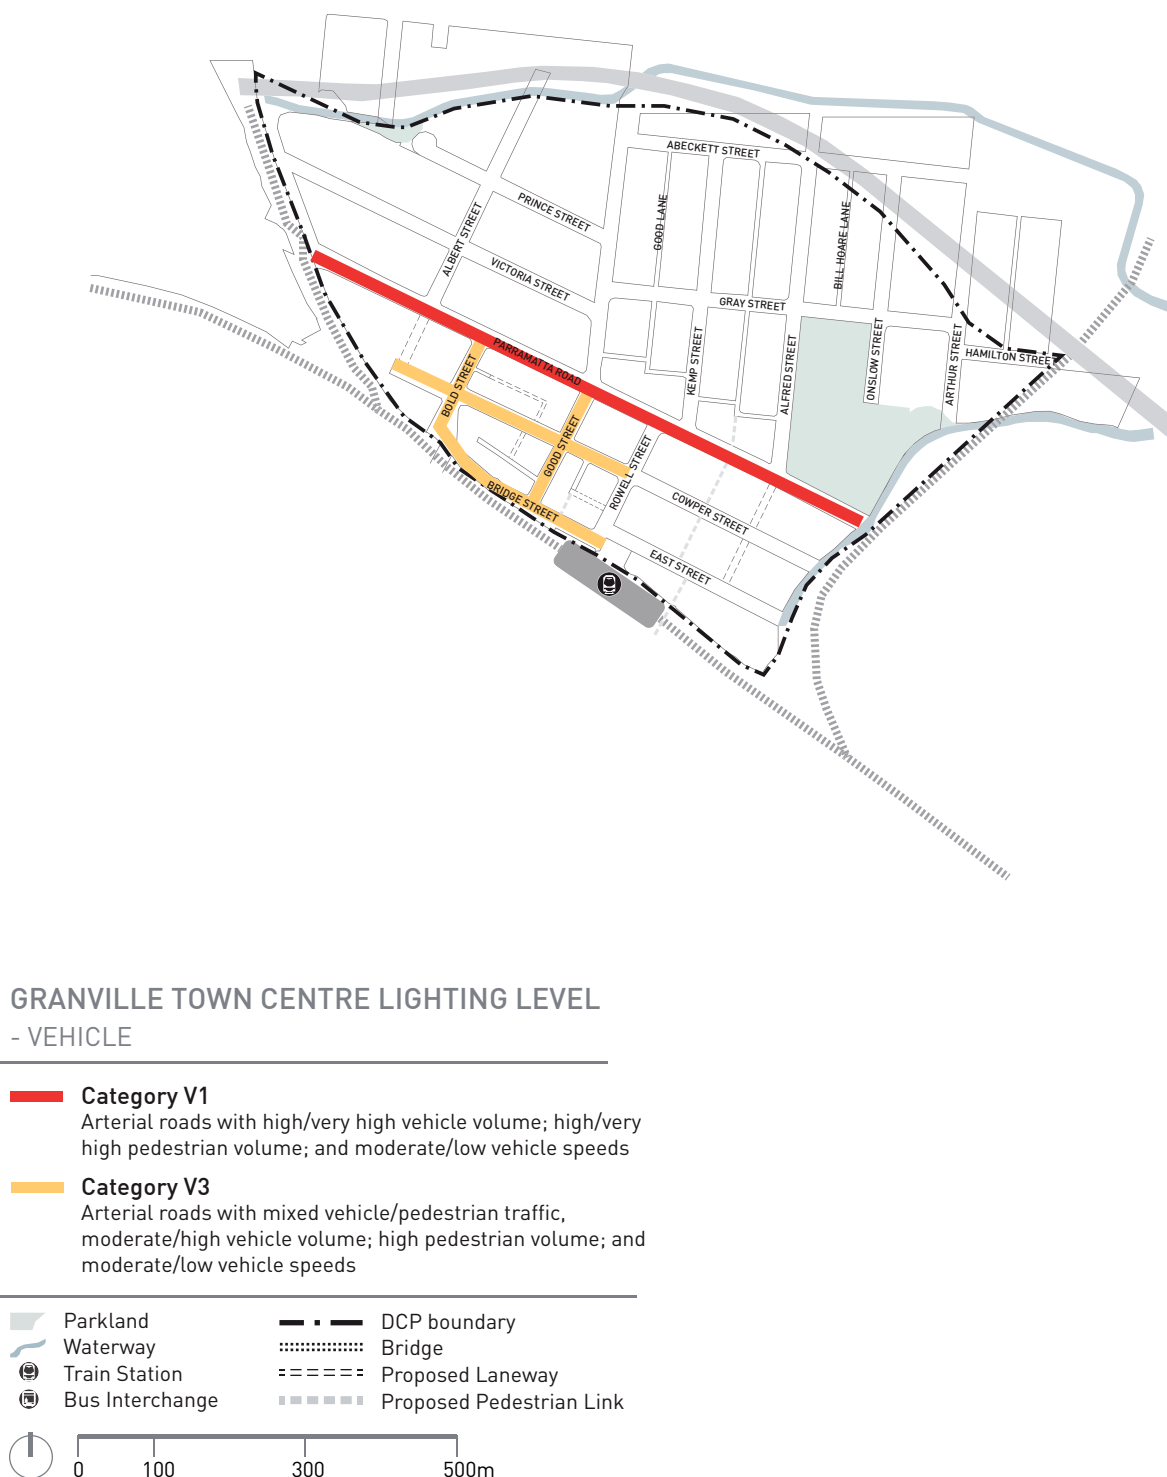 ABECKETT STREET
PRINCE STREET
GOOD LANE
BILL HOARE LANE
ALBERT STREET
VICTORIA STREET
GRAY STREET
PARRAMATTA ROAD
KEMP STREET
ALFRED STREET
ONSLOW STREET
ARTHUR STREET
HAMILTON STREET
BOLD STREET
GOOD STREET
ROWELL STREET
BRIDGE STREET
COWPER STREET
EAST STREET
GRANVILLE TOWN CENTRE LIGHTING LEVEL
- VEHICLE
Category V1
Arterial roads with high/very high vehicle volume; high/very
high pedestrian volume; and moderate/low vehicle speeds
Category V3
Arterial roads with mixed vehicle/pedestrian traffic,
moderate/high vehicle volume; high pedestrian volume; and
moderate/low vehicle speeds
Parkland
Waterway
Train Station
Bus Interchange
DCP boundary
Bridge
Proposed Laneway
Proposed Pedestrian Link
0 100 300 500m